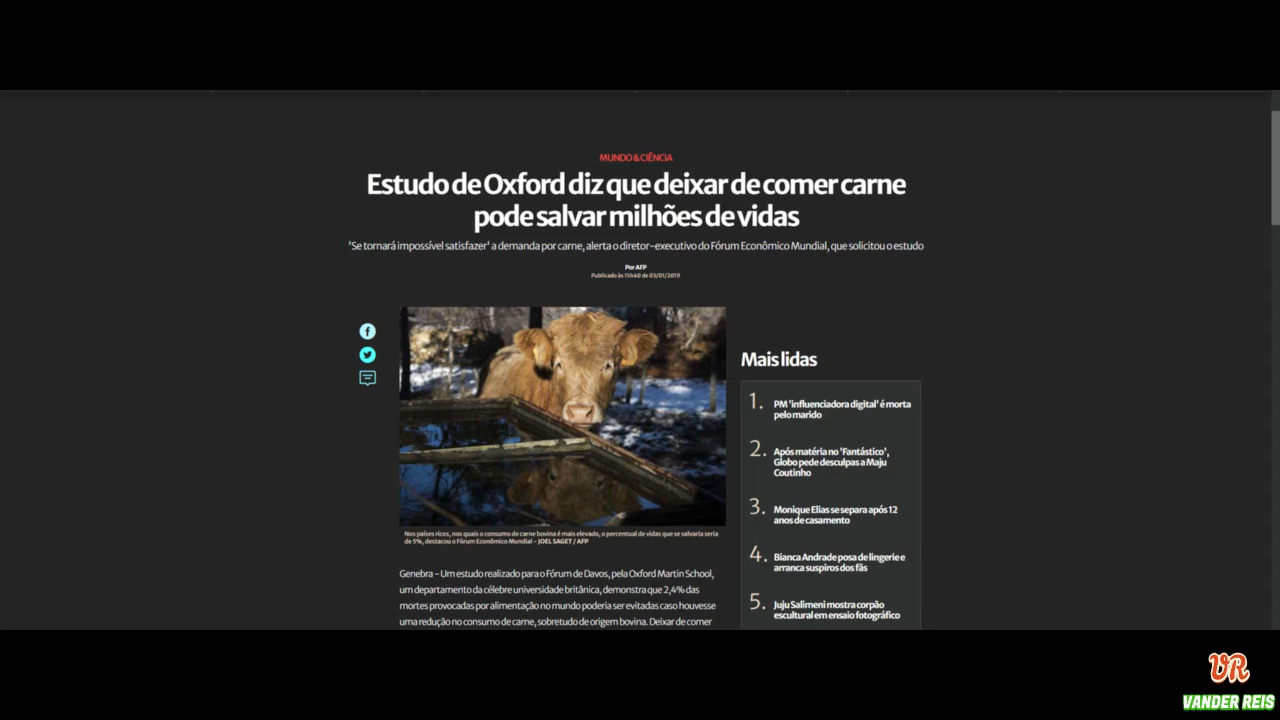 MUNDO & CIÊNCIA
Estudo de Oxford diz que deixar de comer carne
pode salvar milhões de vidas
'Se tornará impossível satisfazer' a demanda por carne, alerta o diretor-executivo do Fórum Econômico Mundial, que solicitou o estudo
Por AFP
Publicado às 15h40 de 03/01/2019
Nos países ricos, nos quais o consumo de carne bovina é mais elevado, o percentual de vidas que se salvaria seria
de 5%, destacou o Fórum Econômico Mundial - JOEL SAGET / AFP
Genebra - Um estudo realizado para o Fórum de Davos, pela Oxford Martin School,
um departamento da célebre universidade britânica, demonstra que 2,4% das
mortes provocadas por alimentação no mundo poderia ser evitadas caso houvesse
uma redução no consumo de carne, sobretudo de origem bovina. Deixar de comer
Mais lidas
1. PM 'influenciadora digital' é morta
pelo marido
2. Após matéria no 'Fantástico',
Globo pede desculpas a Maju
Coutinho
3. Monique Elias se separa após 12
anos de casamento
4. Bianca Andrade posa de lingerie e
arranca suspiros dos fãs
5. Juju Salimeni mostra corpão
escultural em ensaio fotográfico
VR
VANDER REIS